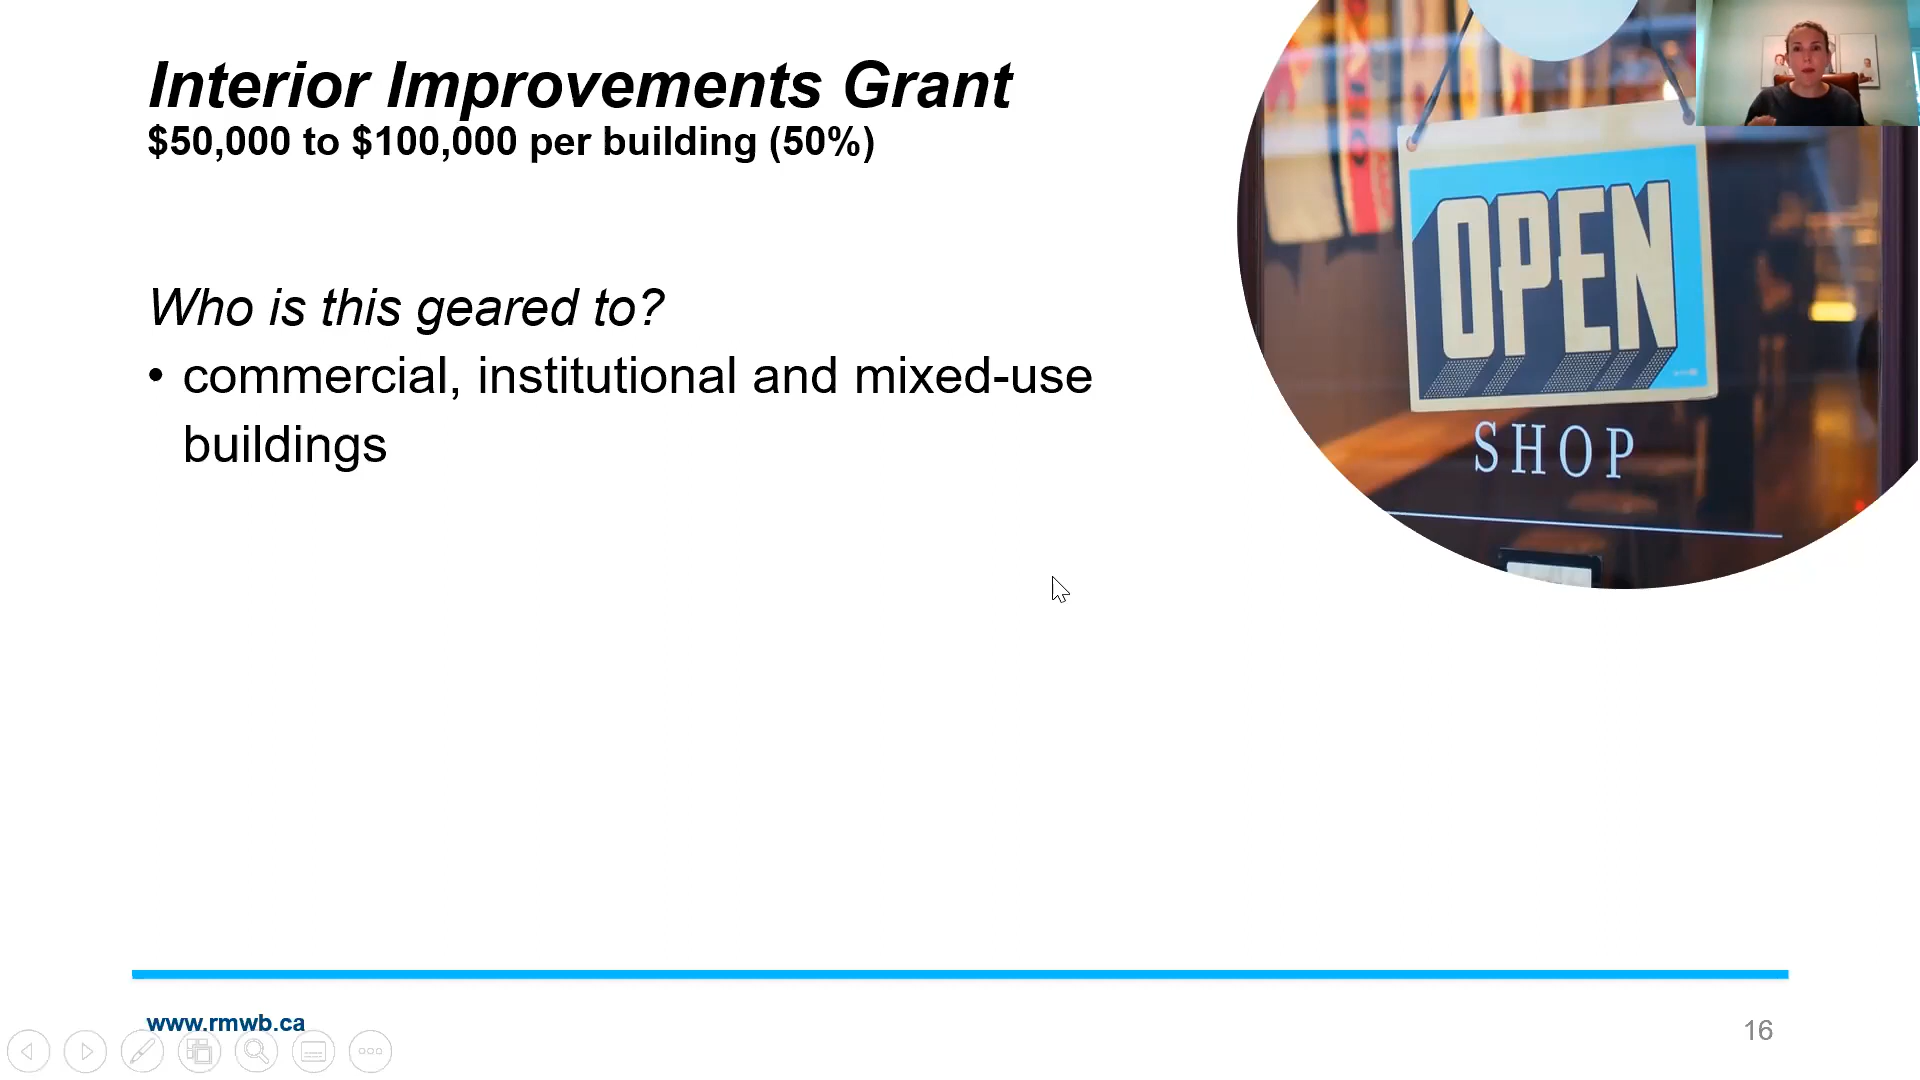 Interior Improvements Grant
$50,000 to $100,000 per building (50%)
Who is this geared to?
• commercial, institutional and mixed-use
buildings
OPEN
SHOP
www.rmwb.ca
16